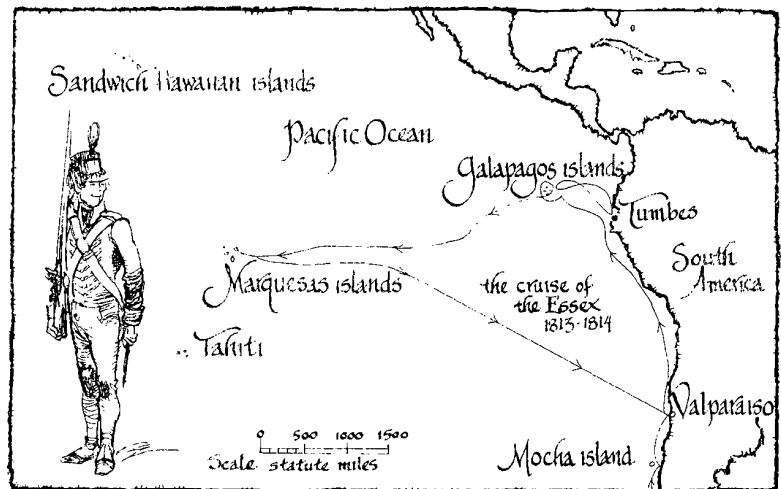 Sandwich Hawaiian islands
Pacific Ocean
Galapagos islands
Tumbes
South
America
Marquesas islands
the cruise of
the Essex
1813-1814
Tahiti
Valparaiso
0 500 1000 1500
Scale statute miles
Mocha island